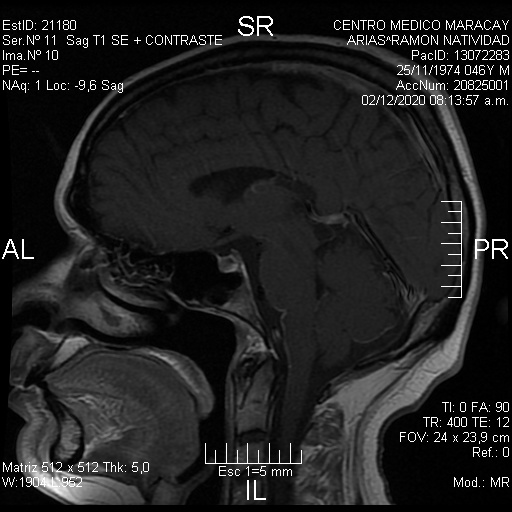 EstID: 21180
Ser.Nº 11 Sag T1 SE + CONTRASTE
Ima.Nº 10
PE= --
NAq: 1 Loc: -9,6 Sag
SR
CENTRO MEDICO MARACAY
ARIAS^RAMON NATIVIDAD
PacID: 13072283
25/11/1974 046Y M
AccNum: 20825001
02/12/2020 08:13:57 a.m.
AL
PR
TI: 0 FA: 90
TR: 400 TE: 12
FOV: 24 x 23,9 cm
Ref.: 0
Matriz 512 x 512 Thk: 5,0
W:1904 L:952
Esc 1=5 mm
IL
Mod.: MR